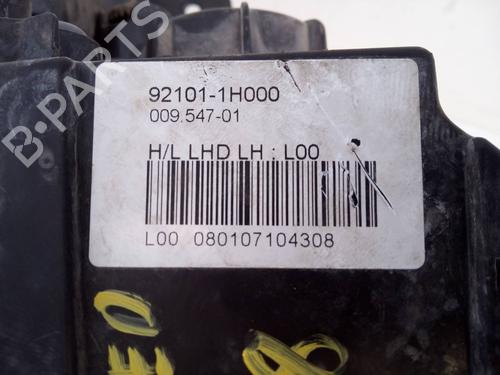 B-PARTS
92101-1H000
009.547-01
H/L LHD LH : L00
L00 080107104308